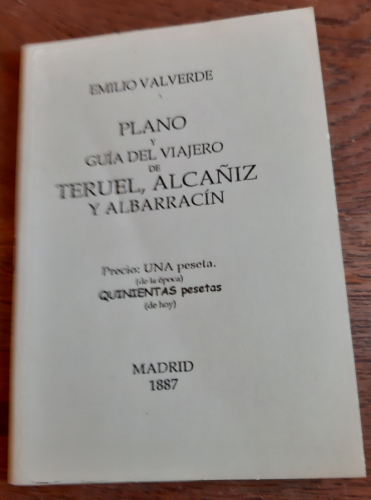 EMILIO VALVERDE
PLANO
Y
GUÍA DEL VIAJERO
DE
TERUEL, ALCAÑIZ
Y ALBARRACÍN
Precio: UNA peseta.
(de la época)
QUINIENTAS pesetas
(de hoy)
MADRID
1887